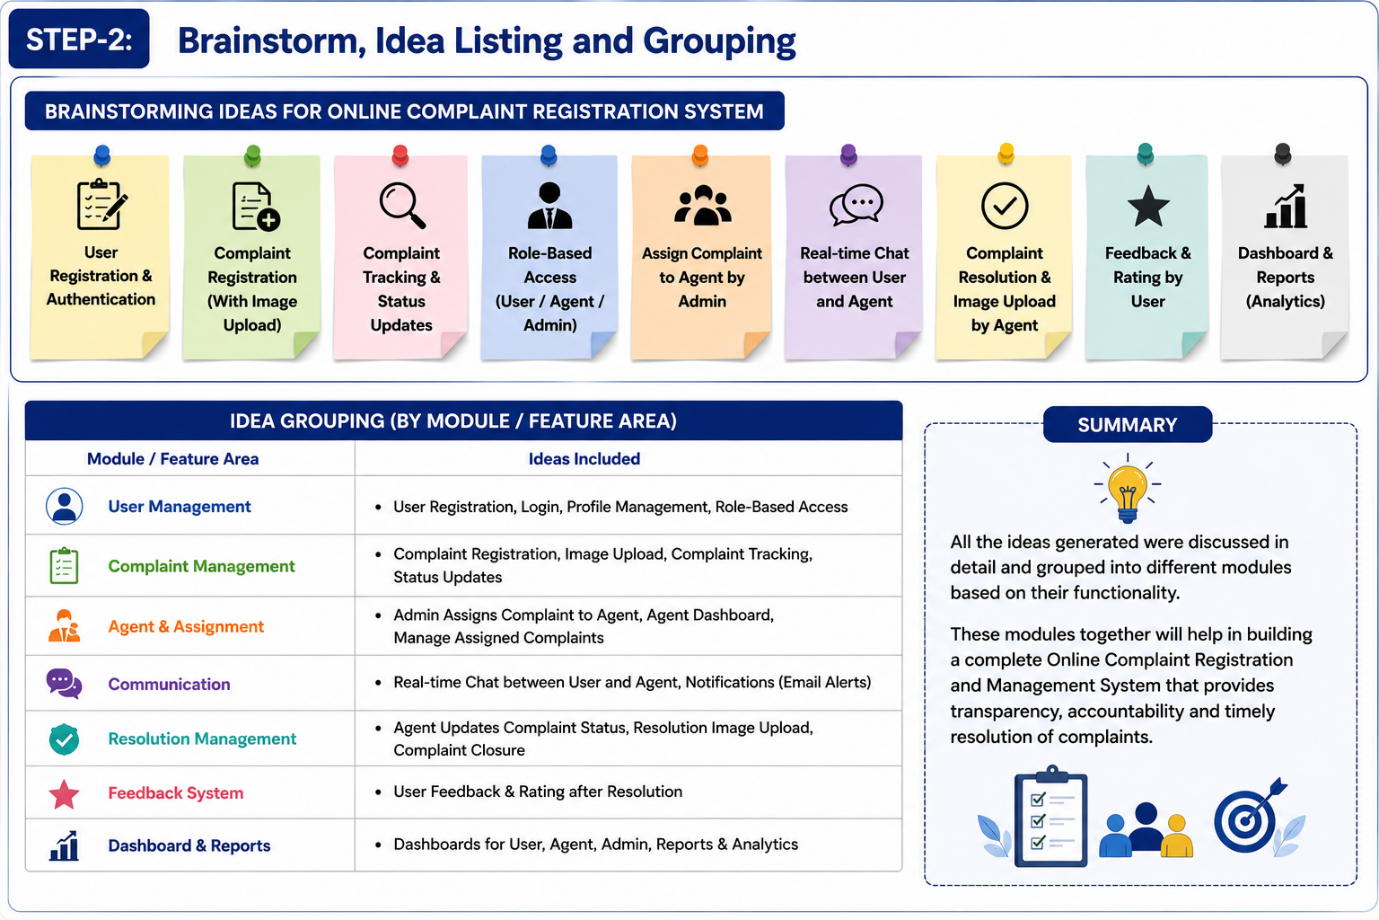 STEP-2:
Brainstorm, Idea Listing and Grouping
BRAINSTORMING IDEAS FOR ONLINE COMPLAINT REGISTRATION SYSTEM
User
Registration &
Authentication
Complaint
Registration
(With Image
Upload)
Complaint
Tracking &
Status
Updates
Role-Based
Access
(User / Agent /
Admin)
Assign Complaint
to Agent by
Admin
Real-time Chat
between User
and Agent
Complaint
Resolution &
Image Upload
by Agent
Feedback &
Rating by
User
Dashboard &
Reports
(Analytics)
IDEA GROUPING (BY MODULE / FEATURE AREA)
Module / Feature Area
Ideas Included
User Management
• User Registration, Login, Profile Management, Role-Based Access
Complaint Management
• Complaint Registration, Image Upload, Complaint Tracking,
Status Updates
Agent & Assignment
• Admin Assigns Complaint to Agent, Agent Dashboard,
Manage Assigned Complaints
Communication
• Real-time Chat between User and Agent, Notifications (Email Alerts)
Resolution Management
• Agent Updates Complaint Status, Resolution Image Upload,
Complaint Closure
Feedback System
• User Feedback & Rating after Resolution
Dashboard & Reports
• Dashboards for User, Agent, Admin, Reports & Analytics
SUMMARY
All the ideas generated were discussed in
detail and grouped into different modules
based on their functionality.
These modules together will help in building
a complete Online Complaint Registration
and Management System that provides
transparency, accountability and timely
resolution of complaints.